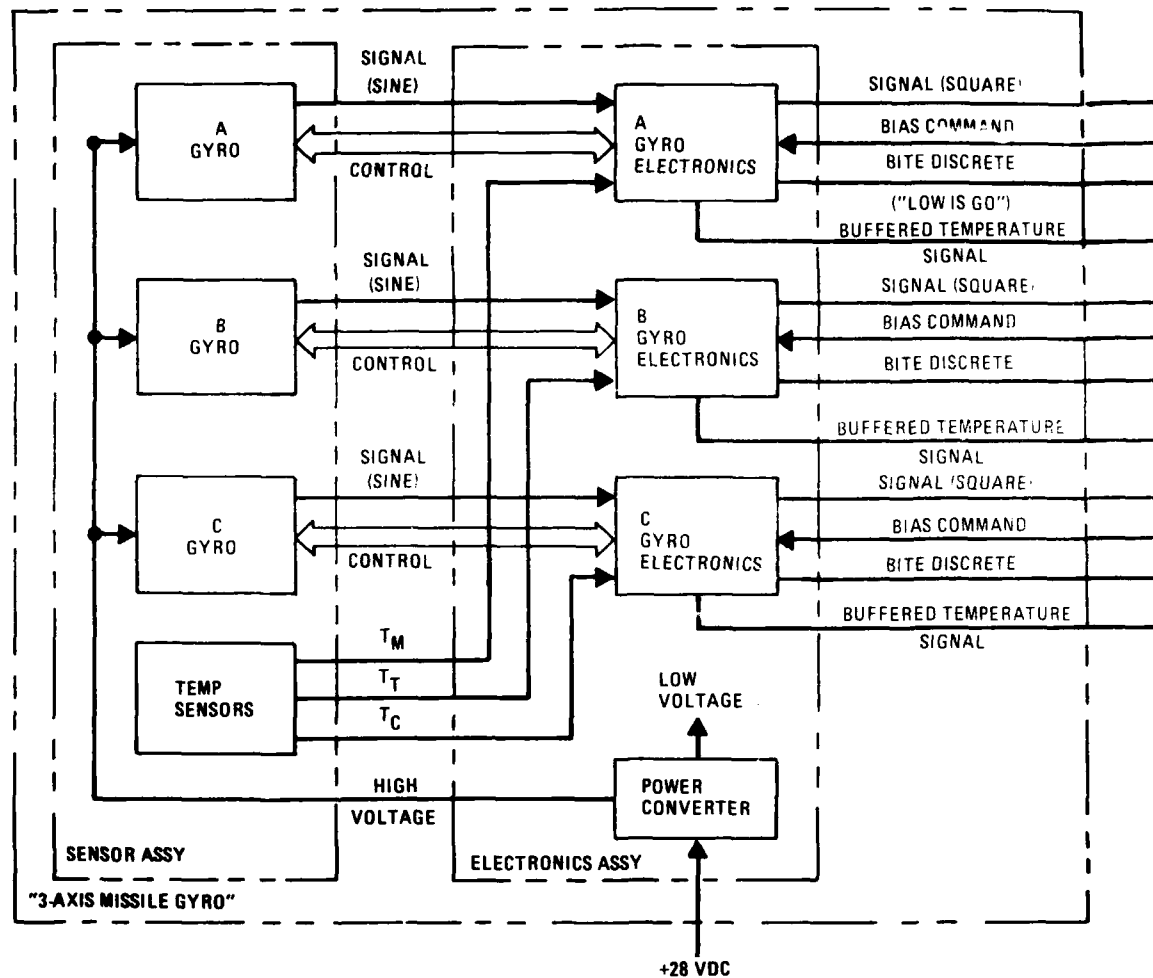 SIGNAL
(SINE)
A
GYRO
CONTROL
A
GYRO
ELECTRONICS
SIGNAL (SQUARE)
BIAS COMMAND
BITE DISCRETE
("LOW IS GO")
BUFFERED TEMPERATURE
SIGNAL
SIGNAL
(SINE)
B
GYRO
CONTROL
B
GYRO
ELECTRONICS
SIGNAL (SQUARE)
BIAS COMMAND
BITE DISCRETE
BUFFERED TEMPERATURE
SIGNAL
SIGNAL
(SINE)
C
GYRO
CONTROL
C
GYRO
ELECTRONICS
SIGNAL (SQUARE)
BIAS COMMAND
BITE DISCRETE
BUFFERED TEMPERATURE
SIGNAL
TEMP
SENSORS
TM
TT
TC
LOW
VOLTAGE
HIGH
VOLTAGE
POWER
CONVERTER
SENSOR ASSY
ELECTRONICS ASSY
"3-AXIS MISSILE GYRO"
+28 VDC